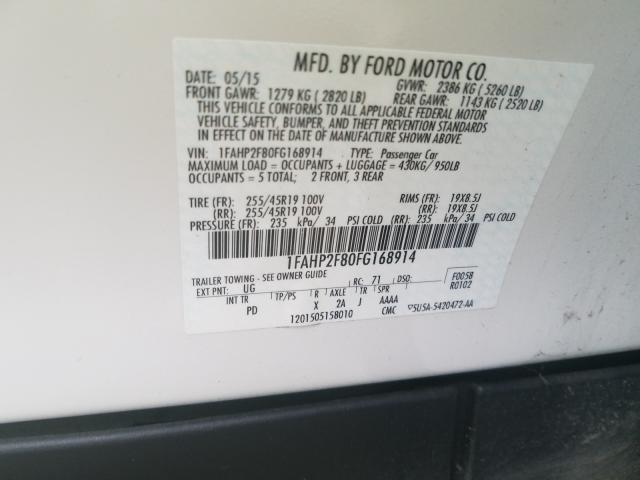 MFD. BY FORD MOTOR CO.
DATE: 05/15 GVWR: 2386 KG ( 5260 LB)
FRONT GAWR: 1279 KG ( 2820 LB) REAR GAWR: 1143 KG ( 2520 LB)
THIS VEHICLE CONFORMS TO ALL APPLICABLE FEDERAL MOTOR
VEHICLE SAFETY, BUMPER, AND THEFT PREVENTION STANDARDS
IN EFFECT ON THE DATE OF MANUFACTURE SHOWN ABOVE.
VIN: 1FAHP2F80FG168914 TYPE: Passenger Car
MAXIMUM LOAD = OCCUPANTS + LUGGAGE = 430KG/ 950LB
OCCUPANTS = 5 TOTAL; 2 FRONT, 3 REAR
TIRE (FR): 255/45R19 100V RIMS (FR): 19X8.5J
(RR): 255/45R19 100V (RR): 19X8.5J
PRESSURE (FR): 235 kPa/ 34 PSI COLD (RR): 235 kPa/ 34 PSI COLD
1FAHP2F80FG168914
TRAILER TOWING - SEE OWNER GUIDE
EXT PNT: UG RC: 71 DSO: F0058
R0102
INT TR TP/PS R AXLE TR SPR
PD X 2A J AAAA
1201505158010 CMC 5U5A-5420472-AA